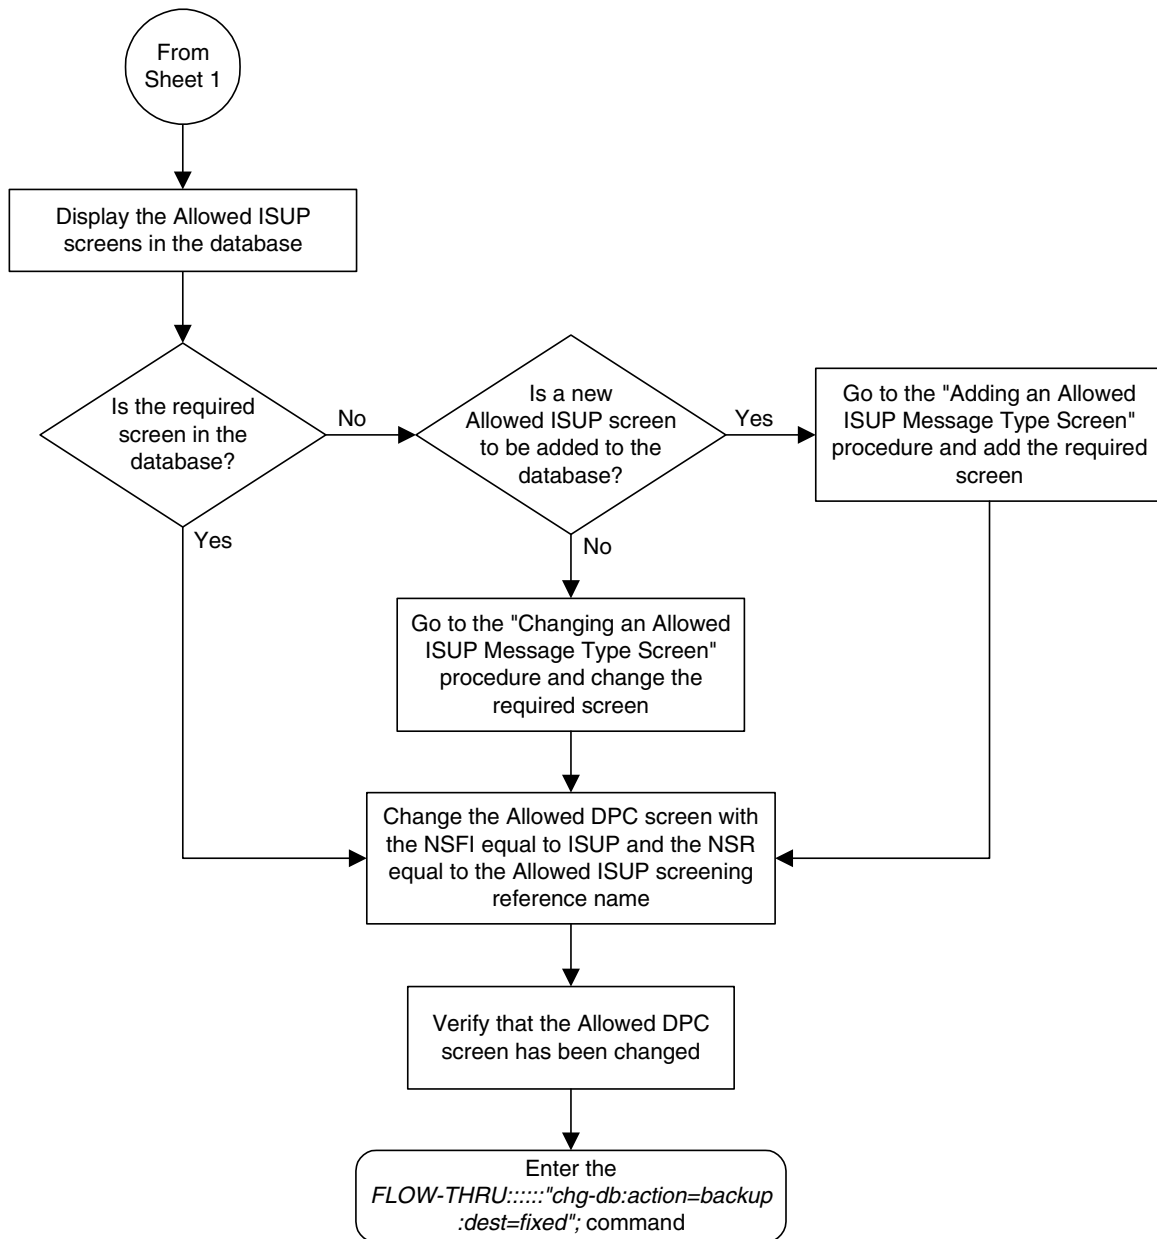 From
Sheet 1
Display the Allowed ISUP
screens in the database
Is the required
screen in the
database?
No
Yes
Is a new
Allowed ISUP screen
to be added to the
database?
Yes
No
Go to the "Adding an Allowed
ISUP Message Type Screen"
procedure and add the required
screen
Go to the "Changing an Allowed
ISUP Message Type Screen"
procedure and change the
required screen
Change the Allowed DPC screen with
the NSFI equal to ISUP and the NSR
equal to the Allowed ISUP screening
reference name
Verify that the Allowed DPC
screen has been changed
Enter the
FLOW-THRU::::::"chg-db:action=backup
:dest=fixed"; command